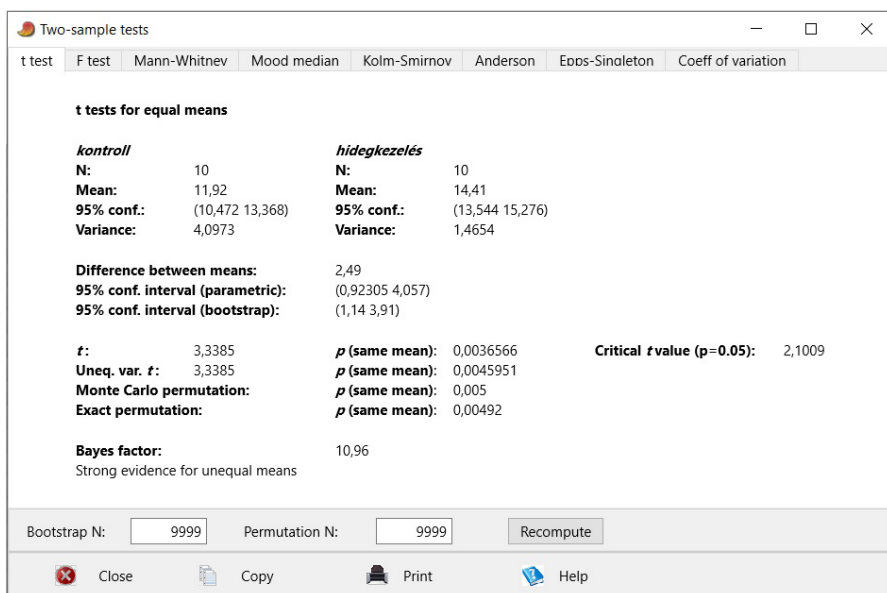 Two-sample tests
t test F test Mann-Whitney Mood median Kolm-Smirnov Anderson Epps-Singleton Coeff of variation
t tests for equal means
kontroll hidegkezelés
N: 10 N: 10
Mean: 11,92 Mean: 14,41
95% conf.: (10,472 13,368) 95% conf.: (13,544 15,276)
Variance: 4,0973 Variance: 1,4654
Difference between means: 2,49
95% conf. interval (parametric): (0,92305 4,057)
95% conf. interval (bootstrap): (1,14 3,91)
t: 3,3385 p (same mean): 0,0036566 Critical t value (p=0.05): 2,1009
Uneq. var. t: 3,3385 p (same mean): 0,0045951
Monte Carlo permutation: p (same mean): 0,005
Exact permutation: p (same mean): 0,00492
Bayes factor: 10,96
Strong evidence for unequal means
Bootstrap N: 9999 Permutation N: 9999 Recompute
Close Copy Print Help